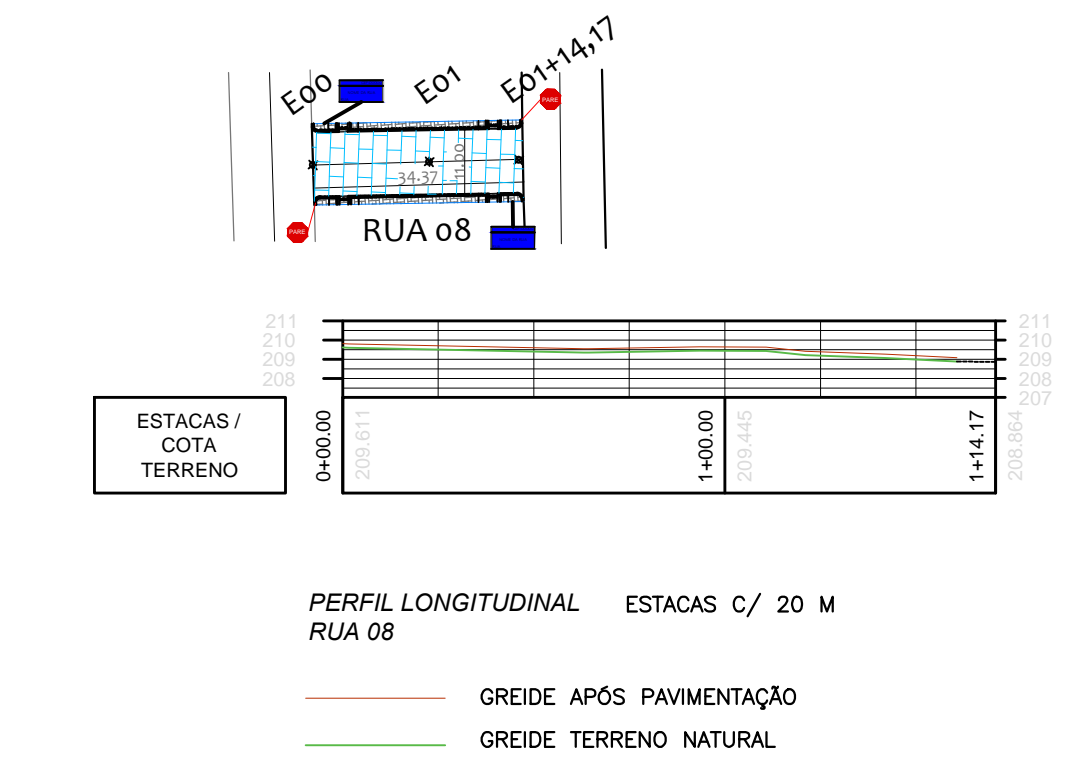 E00
E01
E01+14,17
PARE
34.37
11.00
PARE
RUA 08
211
210
209
208
211
210
209
208
207
ESTACAS /
COTA
TERRENO
0+00.00
209.611
1+00.00
209.445
1+14.17
208.864
PERFIL LONGITUDINAL
RUA 08
ESTACAS C/ 20 M
GREIDE APÓS PAVIMENTAÇÃO
GREIDE TERRENO NATURAL